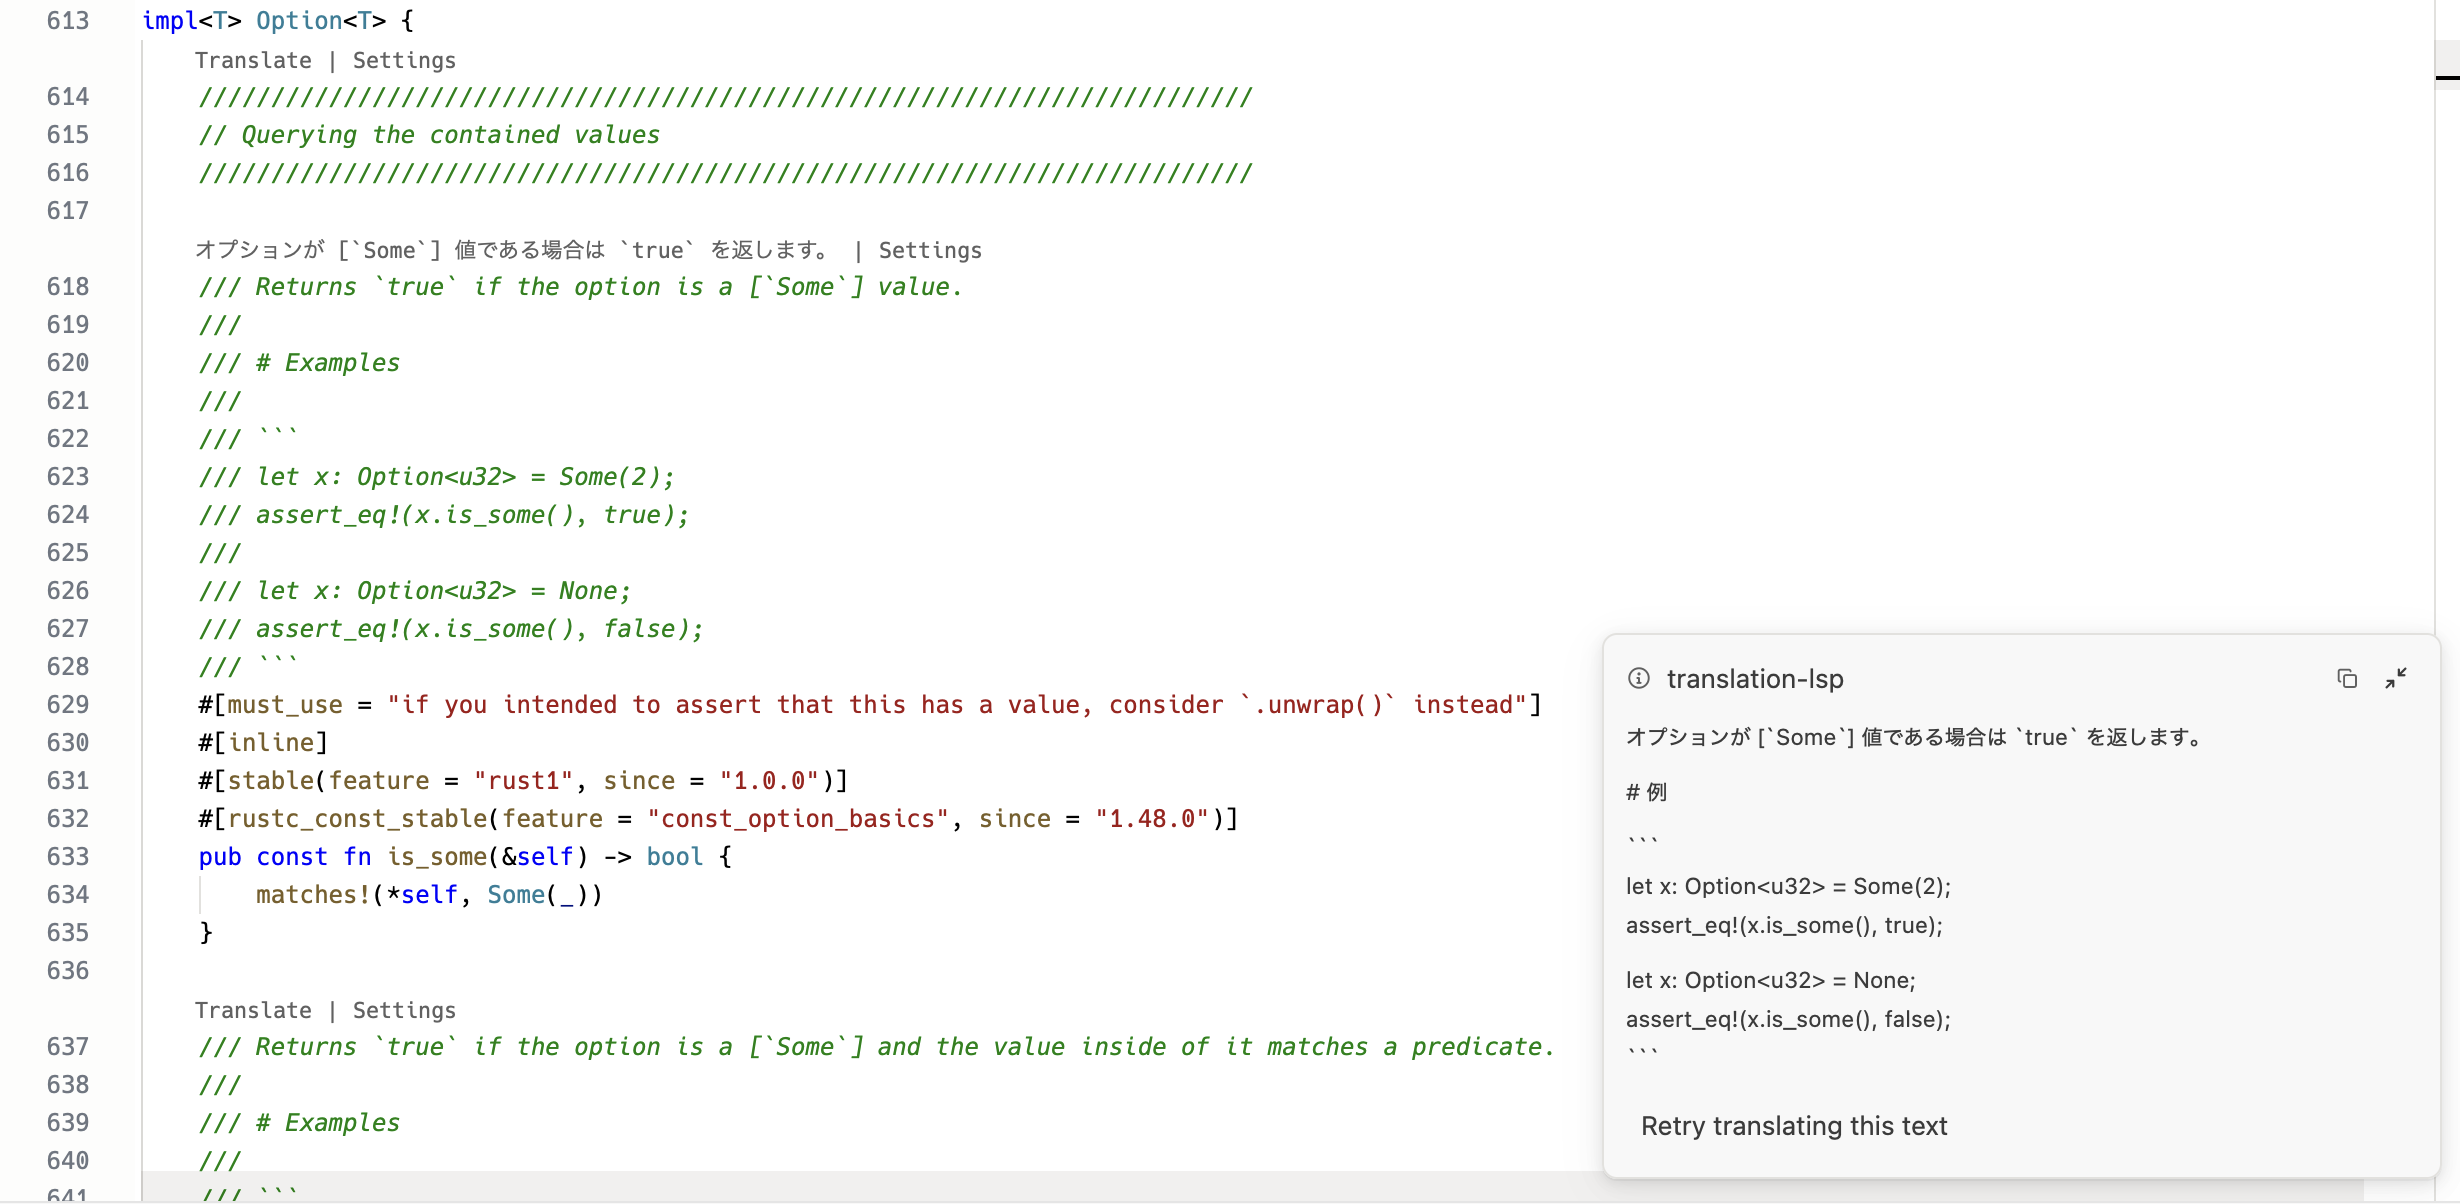 613 impl<T> Option<T> {
Translate | Settings
614 /////////////////////////////////////////////////////////////////////////
615 // Querying the contained values
616 /////////////////////////////////////////////////////////////////////////
617
オプションが [`Some`] 値である場合は `true` を返します。 | Settings
618 /// Returns `true` if the option is a [`Some`] value.
619 ///
620 /// # Examples
621 ///
622 /// ```
623 /// let x: Option<u32> = Some(2);
624 /// assert_eq!(x.is_some(), true);
625 ///
626 /// let x: Option<u32> = None;
627 /// assert_eq!(x.is_some(), false);
628 /// ```
629 #[must_use = "if you intended to assert that this has a value, consider `.unwrap()` instead"]
630 #[inline]
631 #[stable(feature = "rust1", since = "1.0.0")]
632 #[rustc_const_stable(feature = "const_option_basics", since = "1.48.0")]
633 pub const fn is_some(&self) -> bool {
634 matches!(*self, Some(_))
635 }
636
Translate | Settings
637 /// Returns `true` if the option is a [`Some`] and the value inside of it matches a predicate.
638 ///
639 /// # Examples
640 ///
641 /// ```
translation-lsp
オプションが [`Some`] 値である場合は `true` を返します。
# 例
```
let x: Option<u32> = Some(2);
assert_eq!(x.is_some(), true);
let x: Option<u32> = None;
assert_eq!(x.is_some(), false);
```
Retry translating this text